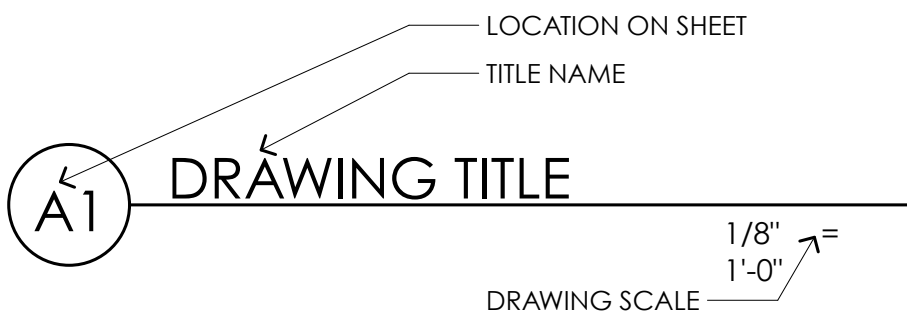 LOCATION ON SHEET
TITLE NAME
DRAWING TITLE
A1
1/8" =
1'-0"
DRAWING SCALE